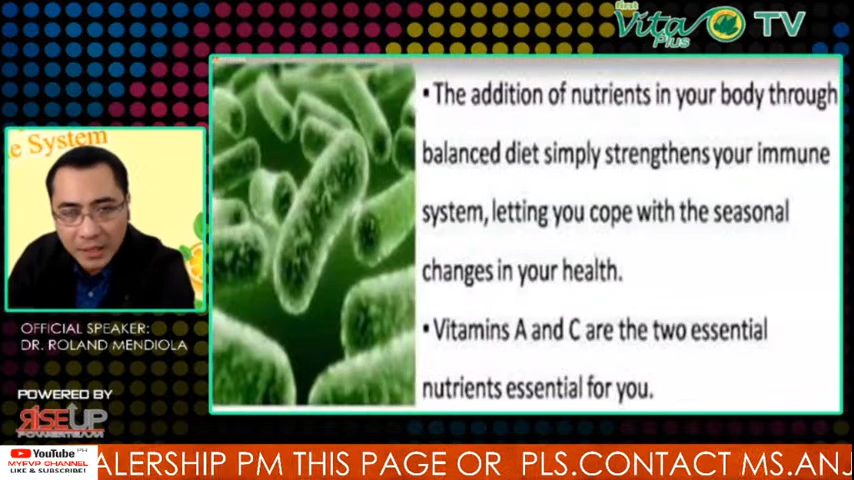 first
Vita
Plus
TV
• The addition of nutrients in your body through
balanced diet simply strengthens your immune
system, letting you cope with the seasonal
changes in your health.
• Vitamins A and C are the two essential
nutrients essential for you.
e System
OFFICIAL SPEAKER:
DR. ROLAND MENDIOLA
POWERED BY
RISEUP
POWERTEAM
YouTube PH
MYFVP CHANNEL
LIKE & SUBSCRIBE!
ALERSHIP PM THIS PAGE OR PLS.CONTACT MS.ANJ